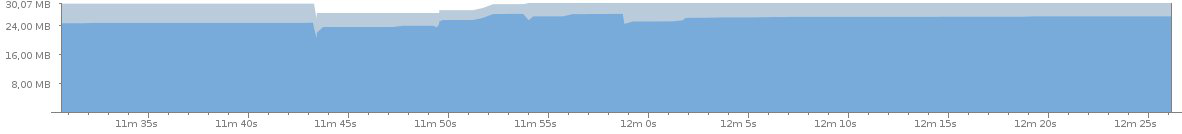 30,07 MB
24,00 MB
16,00 MB
8,00 MB
11m 35s 11m 40s 11m 45s 11m 50s 11m 55s 12m 0s 12m 5s 12m 10s 12m 15s 12m 20s 12m 25s